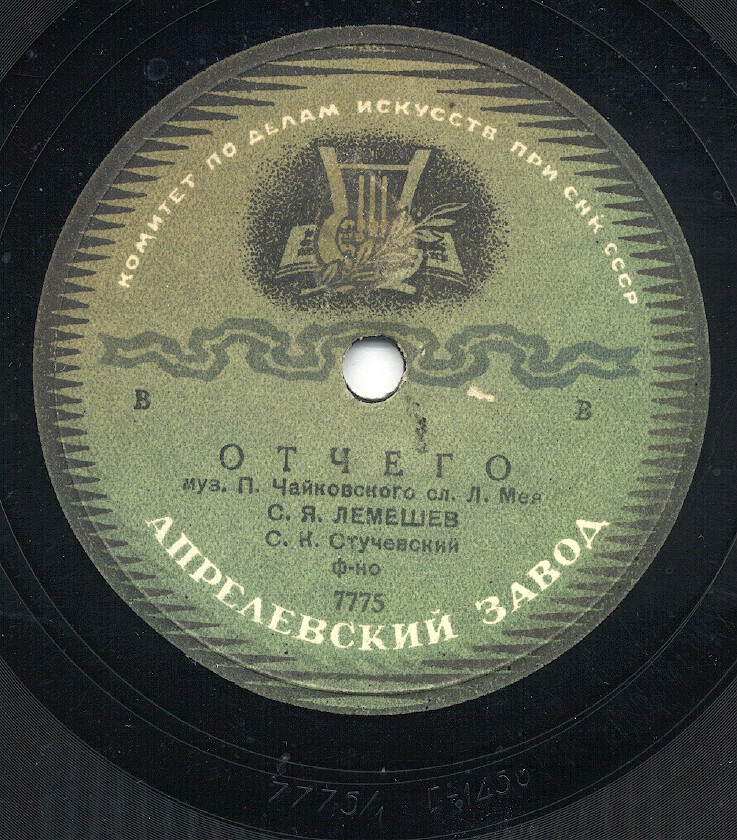 КОМИТЕТ ПО ДЕЛАМ ИСКУССТВ ПРИ СНК СССР
В В
ОТЧЕГО
муз. П. Чайковского сл. Л. Мея
С. Я. ЛЕМЕШЕВ
С. К. Стучевский
ф-но
7775
АПРЕЛЕВСКИЙ ЗАВОД
7775/1